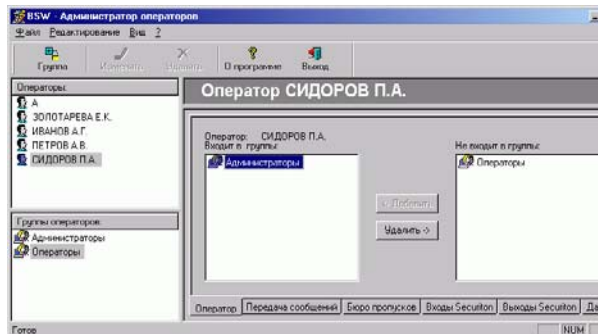 BSW - Администратор операторов
Файл Редактирование Вид ?
Группа Изменить Удалить О программе Выход
Операторы:
А
ЗОЛОТАРЕВА Е.К.
ИВАНОВ А.Г.
ПЕТРОВ А.В.
СИДОРОВ П.А.
Группы операторов:
Администраторы
Операторы
Оператор СИДОРОВ П.А.
Оператор: СИДОРОВ П.А.
Входит в группы:
Администраторы
<- Добавить
Удалить ->
Не входит в группы:
Операторы
Оператор Передача сообщений Бюро пропусков Входы Securiton Выходы Securiton
Готов
NUM